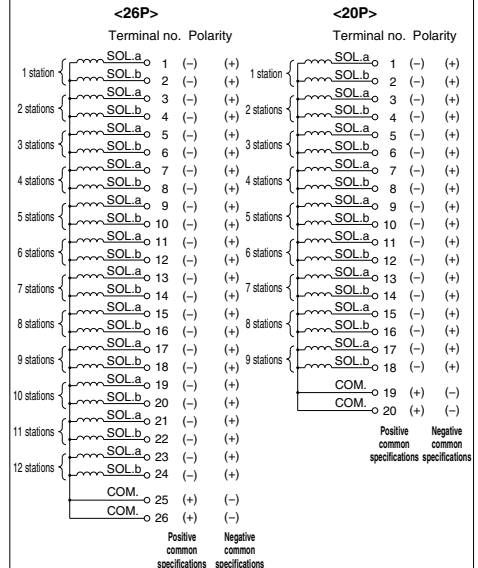 <26P>
Terminal no. Polarity
1 station
SOL.a 1 (−) (+)
SOL.b 2 (−) (+)
2 stations
SOL.a 3 (−) (+)
SOL.b 4 (−) (+)
3 stations
SOL.a 5 (−) (+)
SOL.b 6 (−) (+)
4 stations
SOL.a 7 (−) (+)
SOL.b 8 (−) (+)
5 stations
SOL.a 9 (−) (+)
SOL.b 10 (−) (+)
6 stations
SOL.a 11 (−) (+)
SOL.b 12 (−) (+)
7 stations
SOL.a 13 (−) (+)
SOL.b 14 (−) (+)
8 stations
SOL.a 15 (−) (+)
SOL.b 16 (−) (+)
9 stations
SOL.a 17 (−) (+)
SOL.b 18 (−) (+)
10 stations
SOL.a 19 (−) (+)
SOL.b 20 (−) (+)
11 stations
SOL.a 21 (−) (+)
SOL.b 22 (−) (+)
12 stations
SOL.a 23 (−) (+)
SOL.b 24 (−) (+)
COM. 25 (+) (−)
COM. 26 (+) (−)
Positive common specifications
Negative common specifications
<20P>
Terminal no. Polarity
1 station
SOL.a 1 (−) (+)
SOL.b 2 (−) (+)
2 stations
SOL.a 3 (−) (+)
SOL.b 4 (−) (+)
3 stations
SOL.a 5 (−) (+)
SOL.b 6 (−) (+)
4 stations
SOL.a 7 (−) (+)
SOL.b 8 (−) (+)
5 stations
SOL.a 9 (−) (+)
SOL.b 10 (−) (+)
6 stations
SOL.a 11 (−) (+)
SOL.b 12 (−) (+)
7 stations
SOL.a 13 (−) (+)
SOL.b 14 (−) (+)
8 stations
SOL.a 15 (−) (+)
SOL.b 16 (−) (+)
9 stations
SOL.a 17 (−) (+)
SOL.b 18 (−) (+)
COM. 19 (+) (−)
COM. 20 (+) (−)
Positive common specifications
Negative common specifications